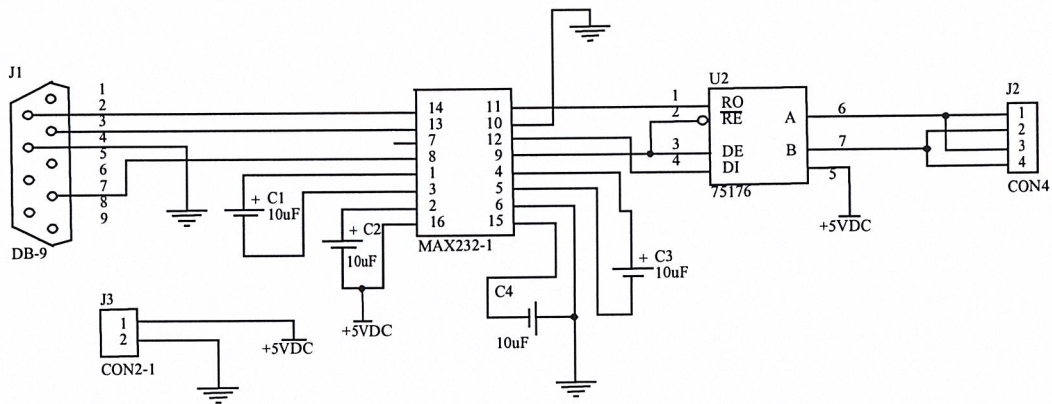 J1
1
2
3
4
5
6
7
8
9
DB-9
14
13
7
8
1
3
2
16
11
10
12
9
4
5
6
15
MAX232-1
+ C1
10uF
+ C2
10uF
+5VDC
+ C3
10uF
C4
10uF
U2
1
2
3
4
RO
RE
DE
DI
A
B
75176
6
7
5
+5VDC
J2
1
2
3
4
CON4
J3
1
2
CON2-1
+5VDC